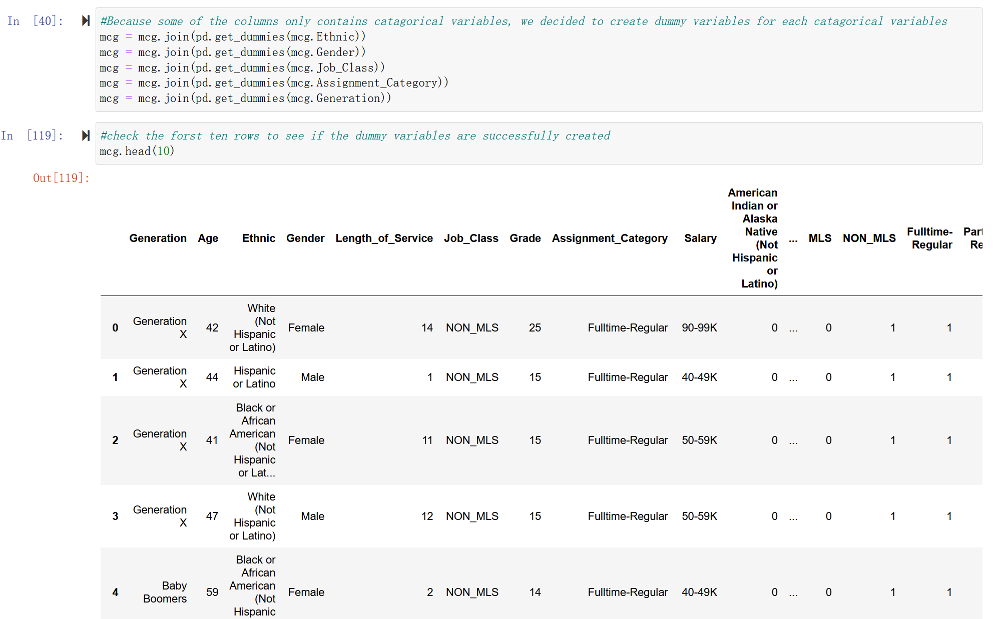 In [40]:
#Because some of the columns only contains catagorical variables, we decided to create dummy variables for each catagorical variables
mcg = mcg.join(pd.get_dummies(mcg.Ethnic))
mcg = mcg.join(pd.get_dummies(mcg.Gender))
mcg = mcg.join(pd.get_dummies(mcg.Job_Class))
mcg = mcg.join(pd.get_dummies(mcg.Assignment_Category))
mcg = mcg.join(pd.get_dummies(mcg.Generation))
In [119]:
#check the forst ten rows to see if the dummy variables are successfully created
mcg.head(10)
Out[119]:
Generation Age Ethnic Gender Length_of_Service Job_Class Grade Assignment_Category Salary
American
Indian or
Alaska
Native
(Not
Hispanic
or
Latino)
... MLS NON_MLS
Fulltime-
Regular
Part
Re
0
Generation
X
42
White
(Not
Hispanic
or Latino)
Female 14 NON_MLS 25 Fulltime-Regular 90-99K 0 ... 0 1 1
1
Generation
X
44
Hispanic
or Latino
Male 1 NON_MLS 15 Fulltime-Regular 40-49K 0 ... 0 1 1
2
Generation
X
41
Black or
African
American
(Not
Hispanic
or Lat...
Female 11 NON_MLS 15 Fulltime-Regular 50-59K 0 ... 0 1 1
3
Generation
X
47
White
(Not
Hispanic
or Latino)
Male 12 NON_MLS 15 Fulltime-Regular 50-59K 0 ... 0 1 1
4
Baby
Boomers
59
Black or
African
American
(Not
Hispanic
Female 2 NON_MLS 14 Fulltime-Regular 40-49K 0 ... 0 1 1